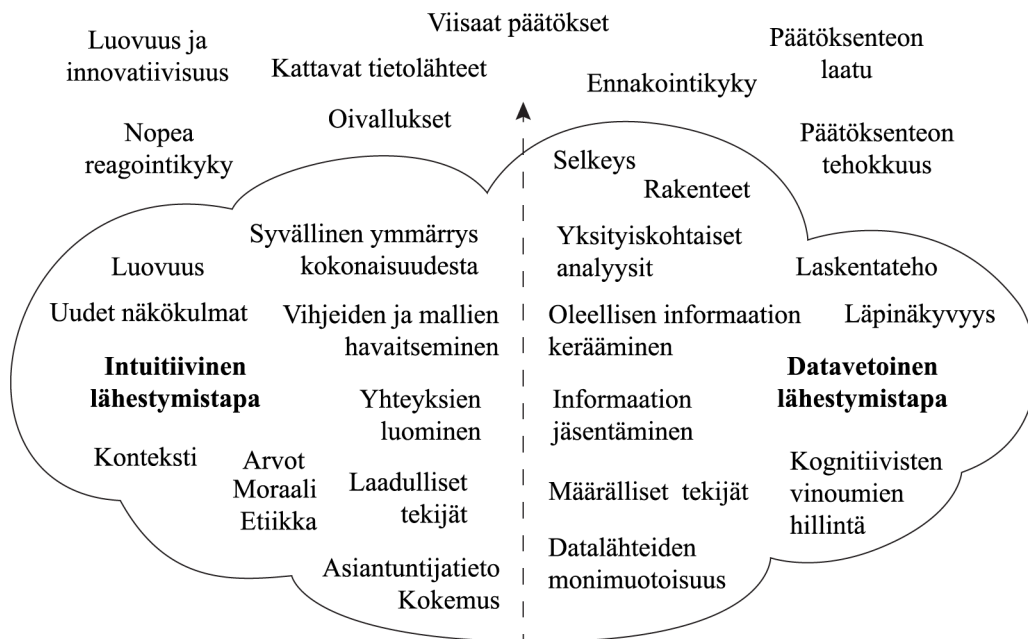 Viisaat päätökset
Luovuus ja
innovatiivisuus
Kattavat tietolähteet
Ennakointikyky
Päätöksenteon
laatu
Nopea
reagointikyky
Oivallukset
Päätöksenteon
tehokkuus
Selkeys
Rakenteet
Luovuus
Syvällinen ymmärrys
kokonaisuudesta
Yksityiskohtaiset
analyysit
Laskentateho
Uudet näkökulmat
Vihjeiden ja mallien
havaitseminen
Oleellisen informaation
kerääminen
Läpinäkyvyys
Intuitiivinen
lähestymistapa
Yhteyksien
luominen
Informaation
jäsentäminen
Datavetoinen
lähestymistapa
Konteksti
Arvot
Moraali
Etiikka
Laadulliset
tekijät
Määrälliset tekijät
Kognitiivisten
vinoumien
hillintä
Asiantuntijatieto
Kokemus
Datalähteiden
monimuotoisuus